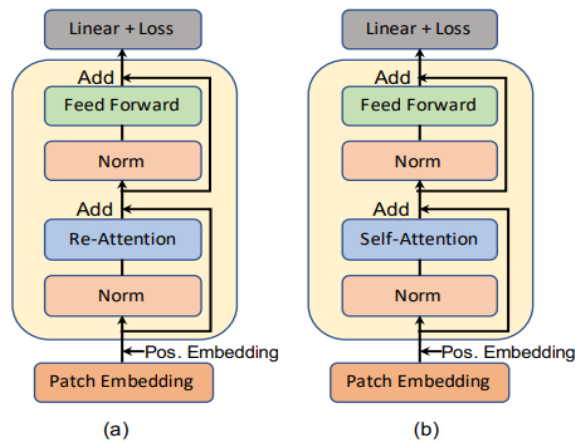 Linear + Loss
Add
Feed Forward
Norm
Add
Re-Attention
Norm
Pos. Embedding
Patch Embedding
(a)
Linear + Loss
Add
Feed Forward
Norm
Add
Self-Attention
Norm
Pos. Embedding
Patch Embedding
(b)